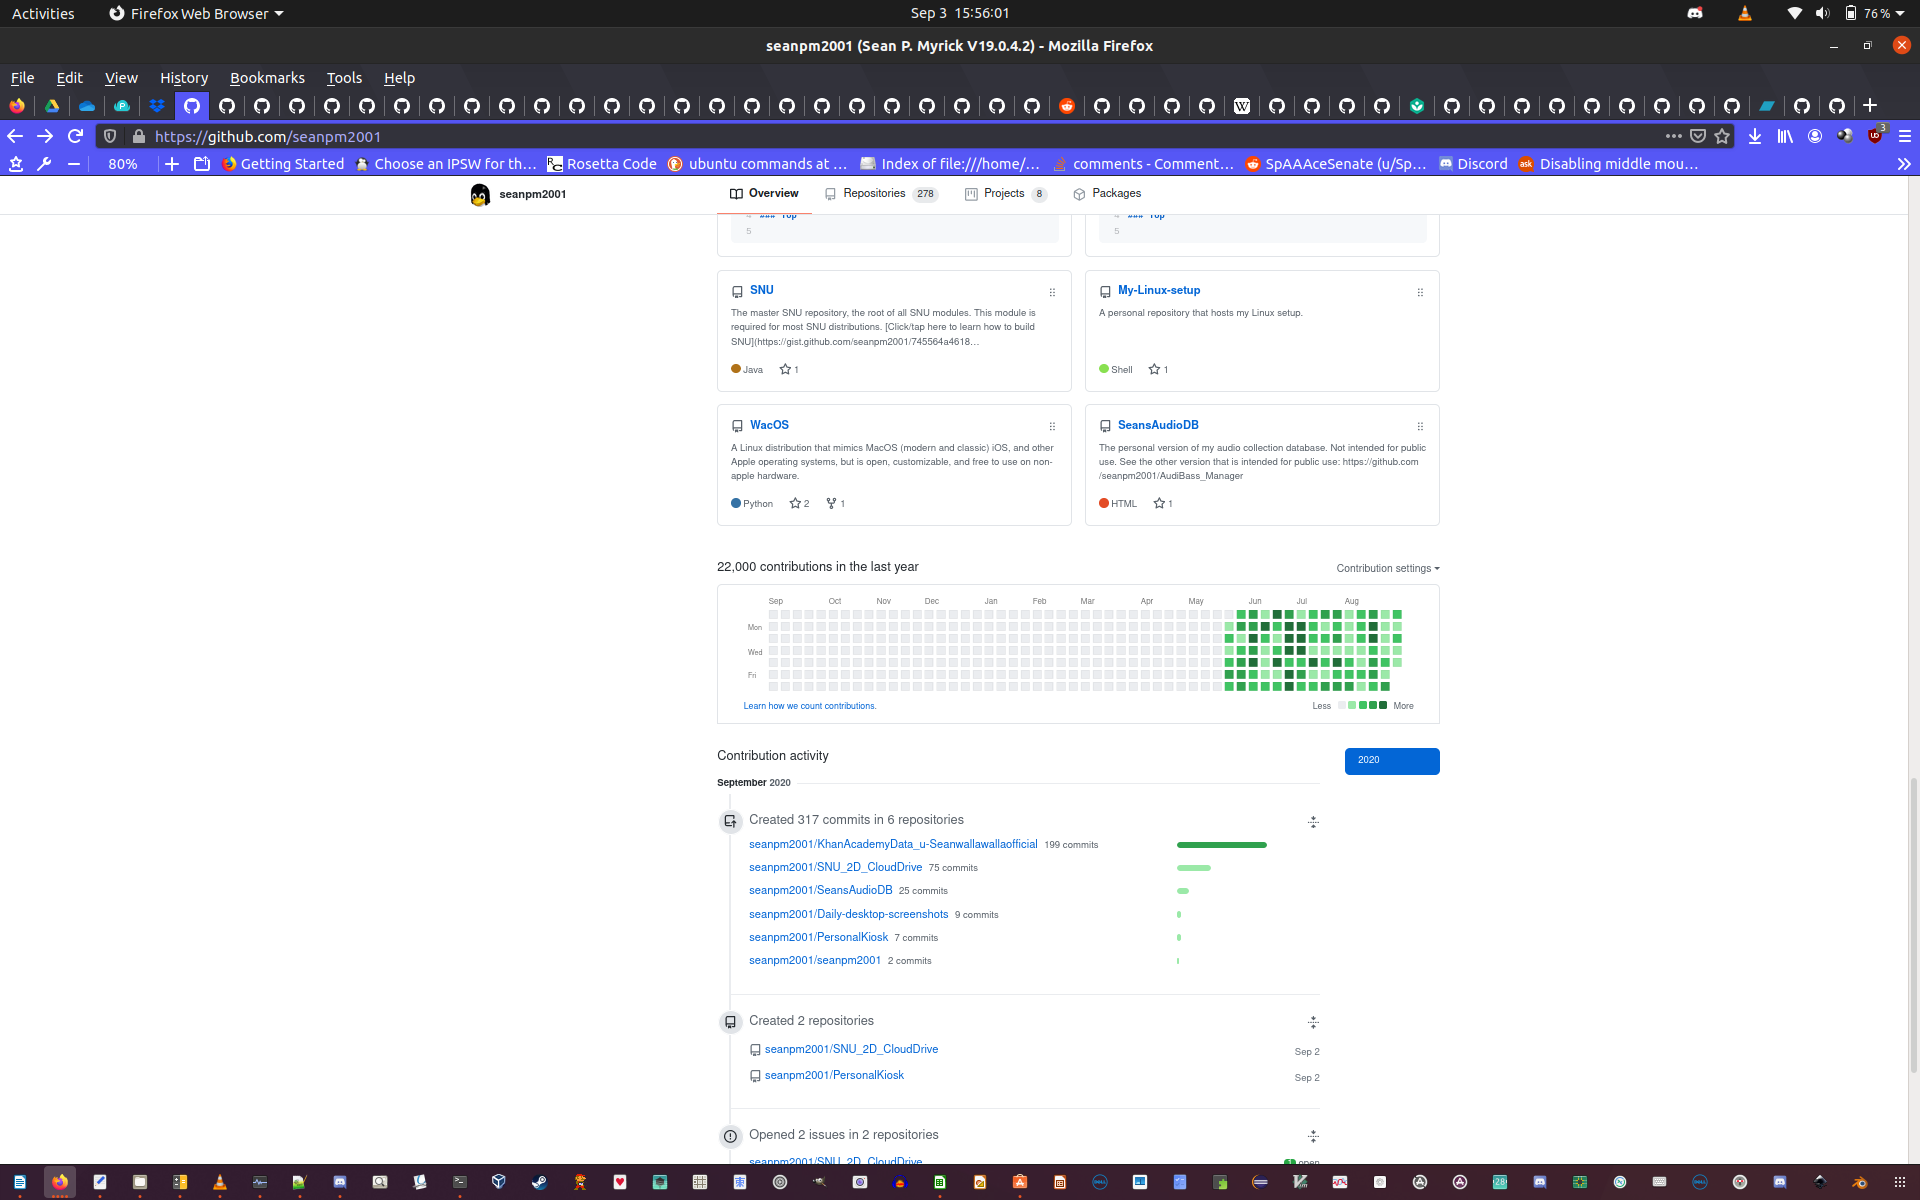 Activities
Firefox Web Browser
Sep 3 15:56:01
76 %
seanpm2001 (Sean P. Myrick V19.0.4.2) - Mozilla Firefox
File Edit View History Bookmarks Tools Help
https://github.com/seanpm2001
3
80%
Getting Started
Choose an IPSW for th…
Rosetta Code
ubuntu commands at …
Index of file:///home/…
comments - Comment…
SpAAAceSenate (u/Sp…
Discord
Disabling middle mou…
seanpm2001
Overview
Repositories 278
Projects 8
Packages
4 ### Top
5
4 ### Top
5
SNU
The master SNU repository, the root of all SNU modules. This module is
required for most SNU distributions. [Click/tap here to learn how to build
SNU](https://gist.github.com/seanpm2001/745564a4618…
Java 1
My-Linux-setup
A personal repository that hosts my Linux setup.
Shell 1
WacOS
A Linux distribution that mimics MacOS (modern and classic) iOS, and other
Apple operating systems, but is open, customizable, and free to use on non-
apple hardware.
Python 2 1
SeansAudioDB
The personal version of my audio collection database. Not intended for public
use. See the other version that is intended for public use: https://github.com
/seanpm2001/AudiBass_Manager
HTML 1
22,000 contributions in the last year
Contribution settings
Sep Oct Nov Dec Jan Feb Mar Apr May Jun Jul Aug
Mon
Wed
Fri
Learn how we count contributions.
Less More
Contribution activity
2020
September 2020
Created 317 commits in 6 repositories
seanpm2001/KhanAcademyData_u-Seanwallawallaofficial 199 commits
seanpm2001/SNU_2D_CloudDrive 75 commits
seanpm2001/SeansAudioDB 25 commits
seanpm2001/Daily-desktop-screenshots 9 commits
seanpm2001/PersonalKiosk 7 commits
seanpm2001/seanpm2001 2 commits
Created 2 repositories
seanpm2001/SNU_2D_CloudDrive Sep 2
seanpm2001/PersonalKiosk Sep 2
Opened 2 issues in 2 repositories
seanpm2001/SNU_2D_CloudDrive 1 open